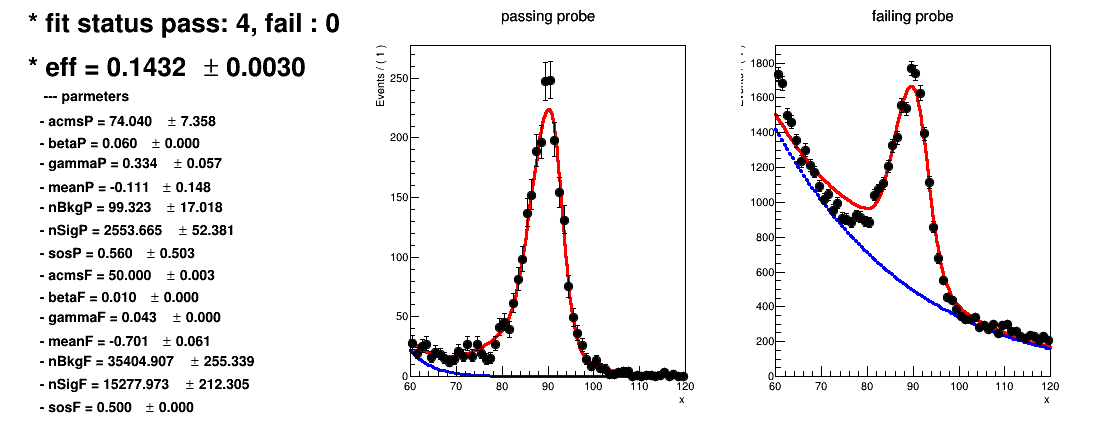 * fit status pass: 4, fail : 0
* eff = 0.1432 ± 0.0030
--- parmeters
- acmsP = 74.040 ± 7.358
- betaP = 0.060 ± 0.000
- gammaP = 0.334 ± 0.057
- meanP = -0.111 ± 0.148
- nBkgP = 99.323 ± 17.018
- nSigP = 2553.665 ± 52.381
- sosP = 0.560 ± 0.503
- acmsF = 50.000 ± 0.003
- betaF = 0.010 ± 0.000
- gammaF = 0.043 ± 0.000
- meanF = -0.701 ± 0.061
- nBkgF = 35404.907 ± 255.339
- nSigF = 15277.973 ± 212.305
- sosF = 0.500 ± 0.000
passing probe
Events / ( 1 )
250
200
150
100
50
0
60 70 80 90 100 110 120
x
failing probe
1800
1600
1400
1200
1000
800
600
400
200
0
60 70 80 90 100 110 120
x